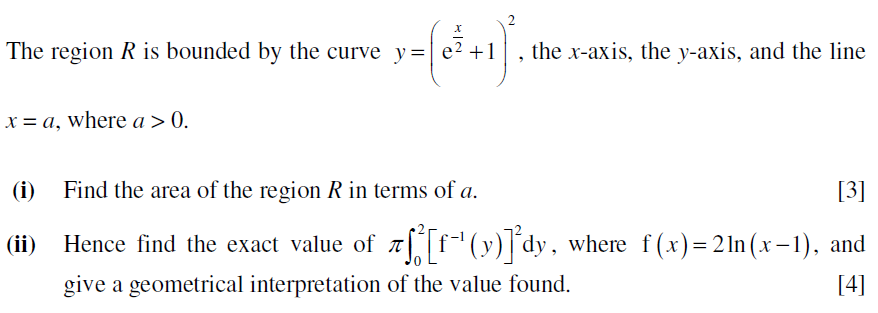 The region R is bounded by the curve y = (e^{x/2} + 1)^2, the x-axis, the y-axis, and the line
x = a, where a > 0.
(i) Find the area of the region R in terms of a. [3]
(ii) Hence find the exact value of π∫_0^2 [f^{-1}(y)]^2 dy, where f(x) = 2 ln(x − 1), and
give a geometrical interpretation of the value found. [4]